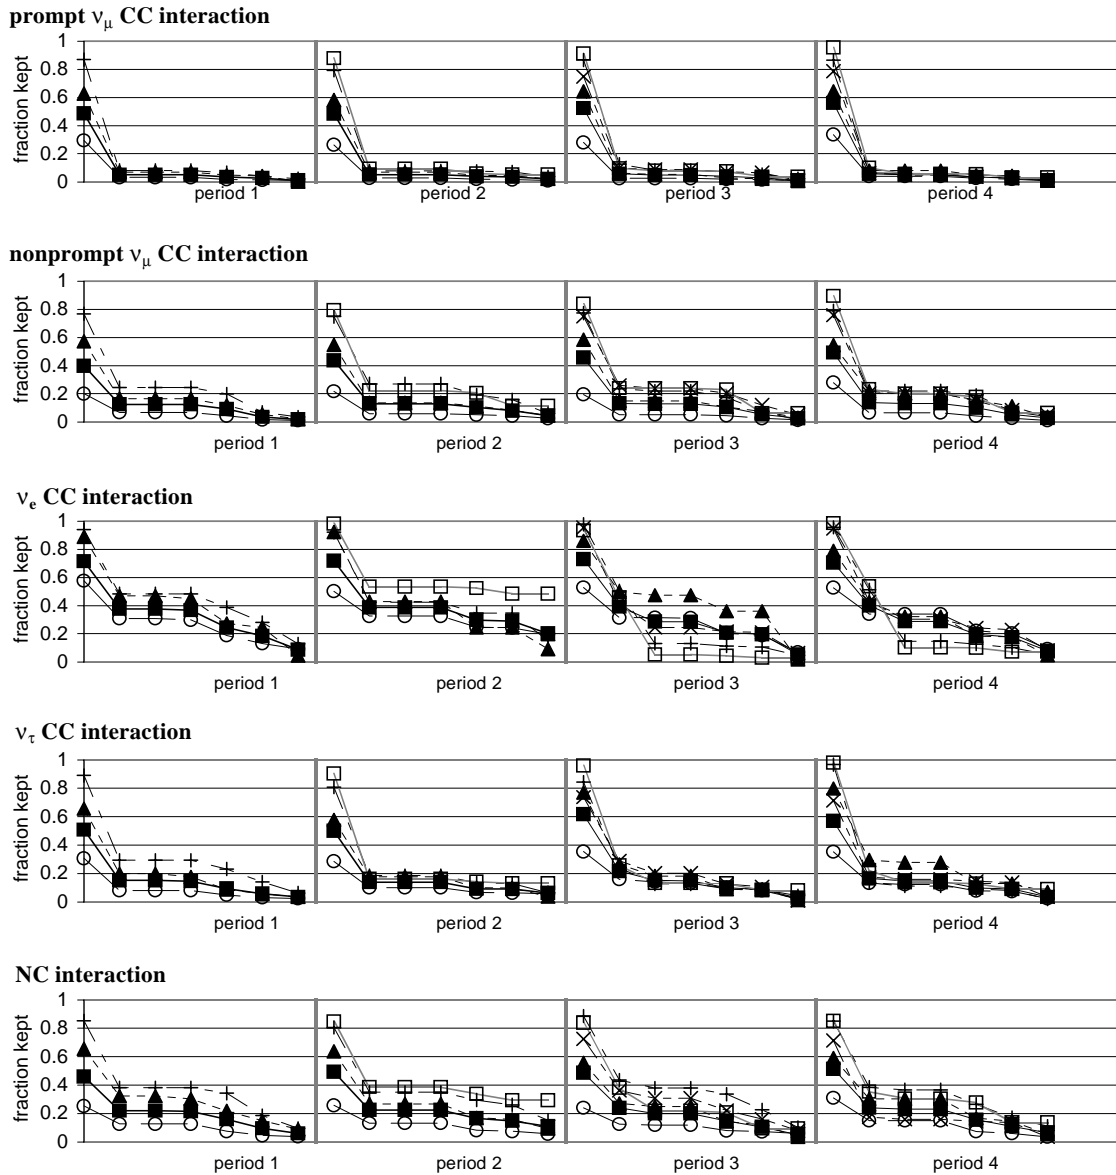 prompt νμ CC interaction
fraction kept
1
0.8
0.6
0.4
0.2
0
period 1
period 2
period 3
period 4
nonprompt νμ CC interaction
fraction kept
1
0.8
0.6
0.4
0.2
0
period 1
period 2
period 3
period 4
νe CC interaction
fraction kept
1
0.8
0.6
0.4
0.2
0
period 1
period 2
period 3
period 4
ντ CC interaction
fraction kept
1
0.8
0.6
0.4
0.2
0
period 1
period 2
period 3
period 4
NC interaction
fraction kept
1
0.8
0.6
0.4
0.2
0
period 1
period 2
period 3
period 4